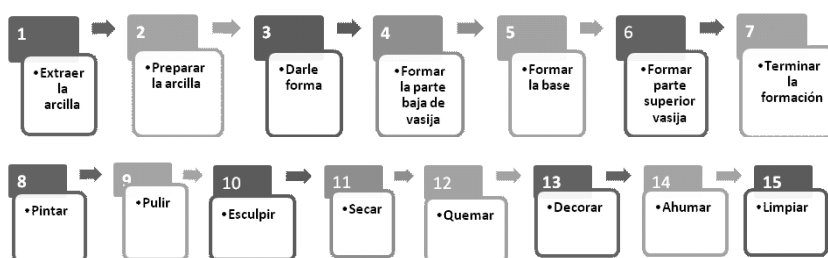 1
• Extraer
la
arcilla
2
• Preparar
la arcilla
3
• Darle
forma
4
• Formar
la parte
baja de
vasija
5
• Formar
la base
6
• Formar
parte
superior
vasija
7
• Terminar
la
formación
8
• Pintar
9
• Pulir
10
• Esculpir
11
• Secar
12
• Quemar
13
• Decorar
14
• Ahumar
15
• Limpiar